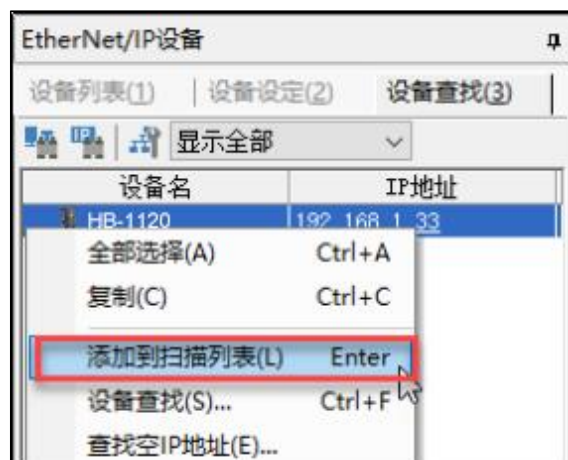 EtherNet/IP设备
设备列表(1) 设备设定(2) 设备查找(3)
IP 显示全部
设备名 IP地址
HB-1120 192.168.1.33
全部选择(A) Ctrl+A
复制(C) Ctrl+C
添加到扫描列表(L) Enter
设备查找(S)... Ctrl+F
查找空IP地址(E)...